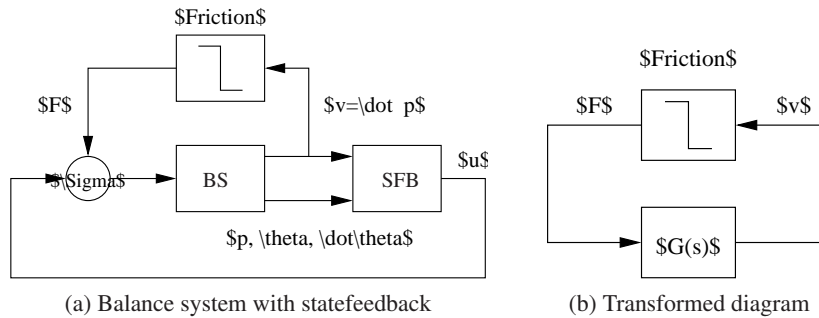 $Friction$
$F$
$v=\dot p$
$\Sigma$
BS
SFB
$u$
$p, \theta, \dot\theta$
(a) Balance system with statefeedback
$Friction$
$F$
$v$
$G(s)$
(b) Transformed diagram